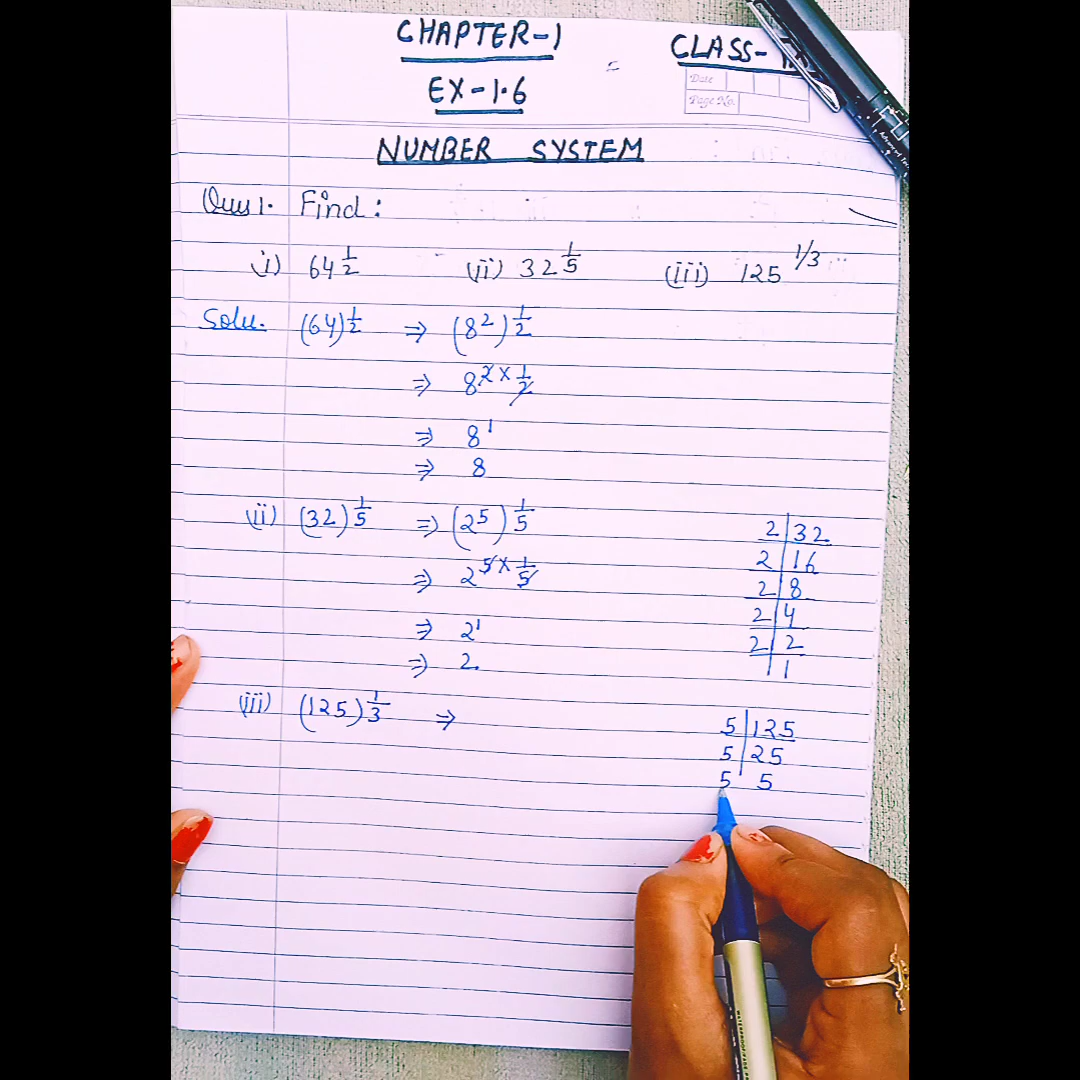 CHAPTER-1
CLASS-
EX-1.6
Date
Page No.
NUMBER SYSTEM
Ques1. Find:
(i) 64^1/2 (ii) 32^1/5 (iii) 125^1/3
Solu. (64)^1/2 ⇒ (8^2)^1/2
⇒ 8^2×1/2
⇒ 8^1
⇒ 8
(ii) (32)^1/5 ⇒ (2^5)^1/5
⇒ 2^5×1/5
⇒ 2^1
⇒ 2
2|32
2|16
2|8
2|4
2|2
|1
(iii) (125)^1/3 ⇒
5|125
5|25
5 5